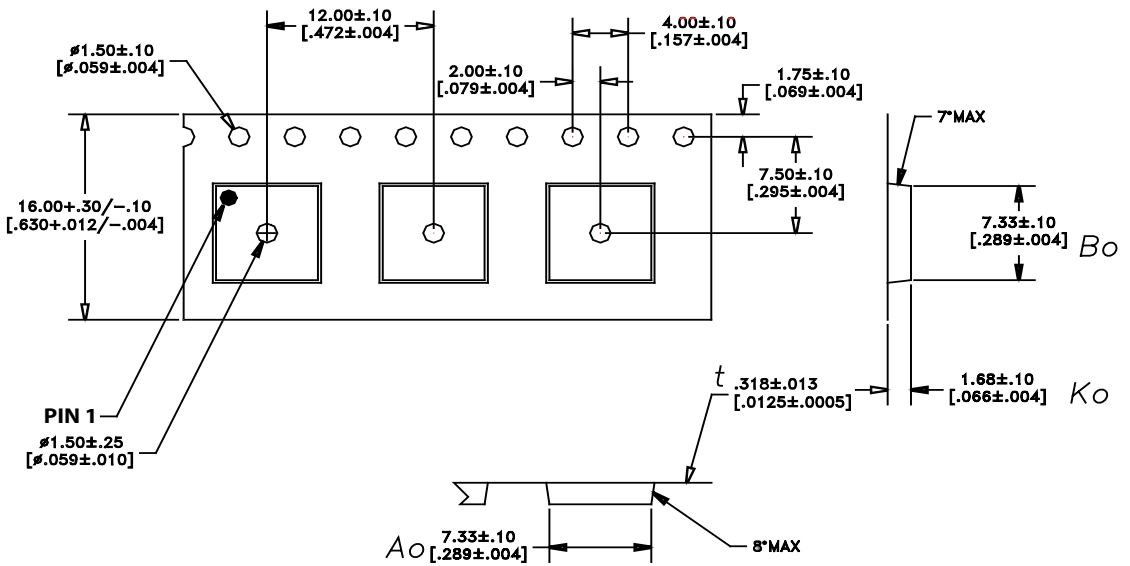 12.00±.10
[.472±.004]
4.00±.10
[.157±.004]
ø1.50±.10
[ø.059±.004]
2.00±.10
[.079±.004]
1.75±.10
[.069±.004]
7°MAX
7.50±.10
[.295±.004]
16.00+.30/-.10
[.630+.012/-.004]
7.33±.10
[.289±.004]
Bo
t
.318±.013
[.0125±.0005]
1.68±.10
[.066±.004]
Ko
PIN 1
ø1.50±.25
[ø.059±.010]
Ao
7.33±.10
[.289±.004]
8°MAX